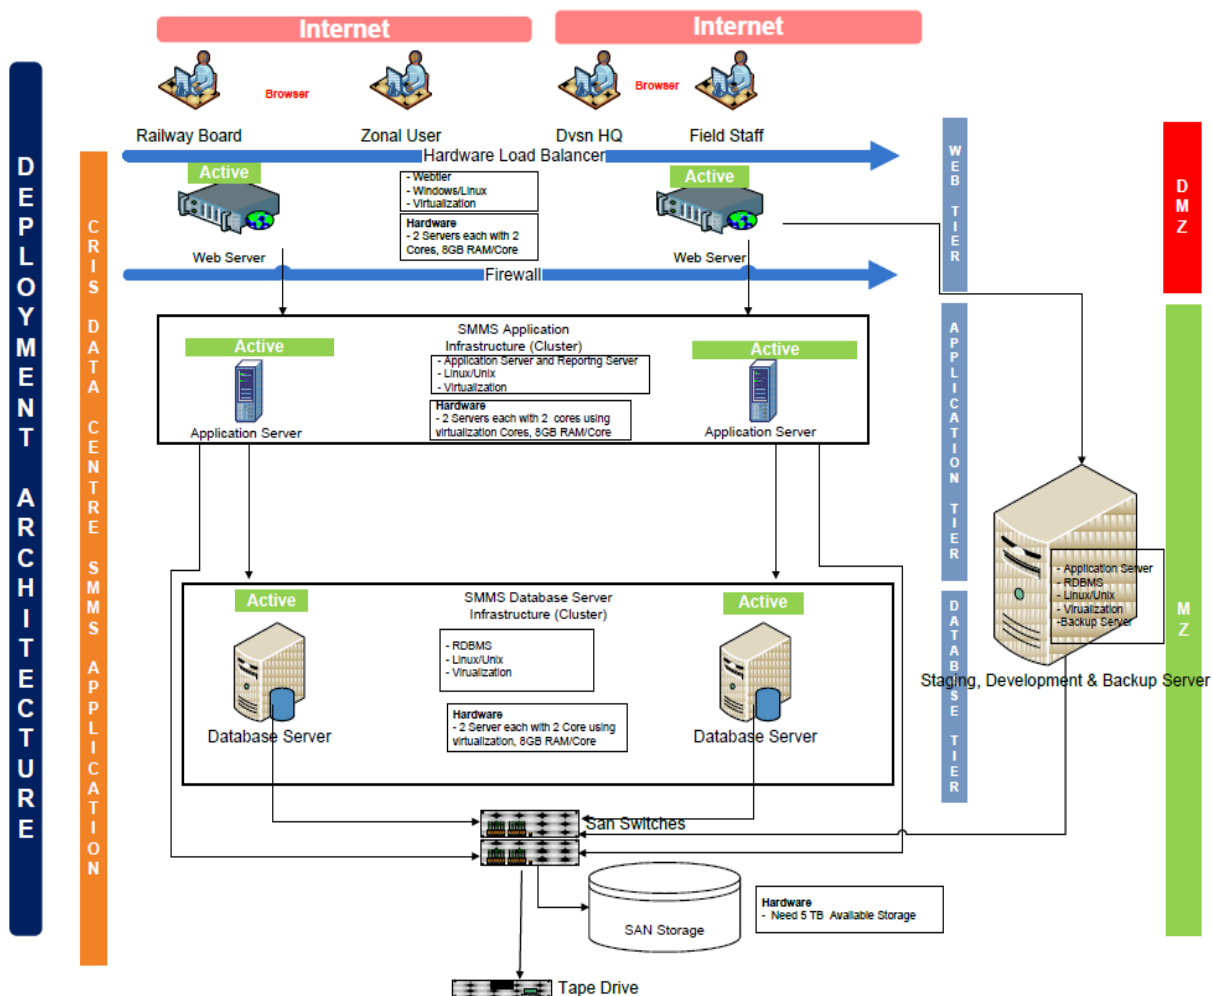 Internet
Internet
Browser
Browser
Railway Board
Zonal User
Dvsn HQ
Field Staff
Hardware Load Balancer
Active
Active
- Webtier
- Windows/Linux
- Virtualization
Hardware
- 2 Servers each with 2
Cores, 8GB RAM/Core
Web Server
Web Server
Firewall
SMMS Application
Infrastructure (Cluster)
Active
Active
- Application Server and Reportng Server
- Linux/Unix
- Virtualization
Hardware
- 2 Servers each with 2 cores using
virtualization Cores, 8GB RAM/Core
Application Server
Application Server
SMMS Database Server
Infrastructure (Cluster)
Active
Active
- RDBMS
- Linux/Unix
- Virualization
Hardware
- 2 Server each with 2 Core using
virtualization, 8GB RAM/Core
Database Server
Database Server
San Switches
SAN Storage
Hardware
- Need 5 TB Available Storage
Tape Drive
- Application Server
- RDBMS
- Linux/Unix
- Virualization
-Backup Server
Staging, Development & Backup Server
DEPLOYMENT ARCHITECTURE
CRIS DATA CENTRE SMMS APPLICATION
WEB TIER
APPLICATION TIER
DATABSE TIER
DMZ
MZ